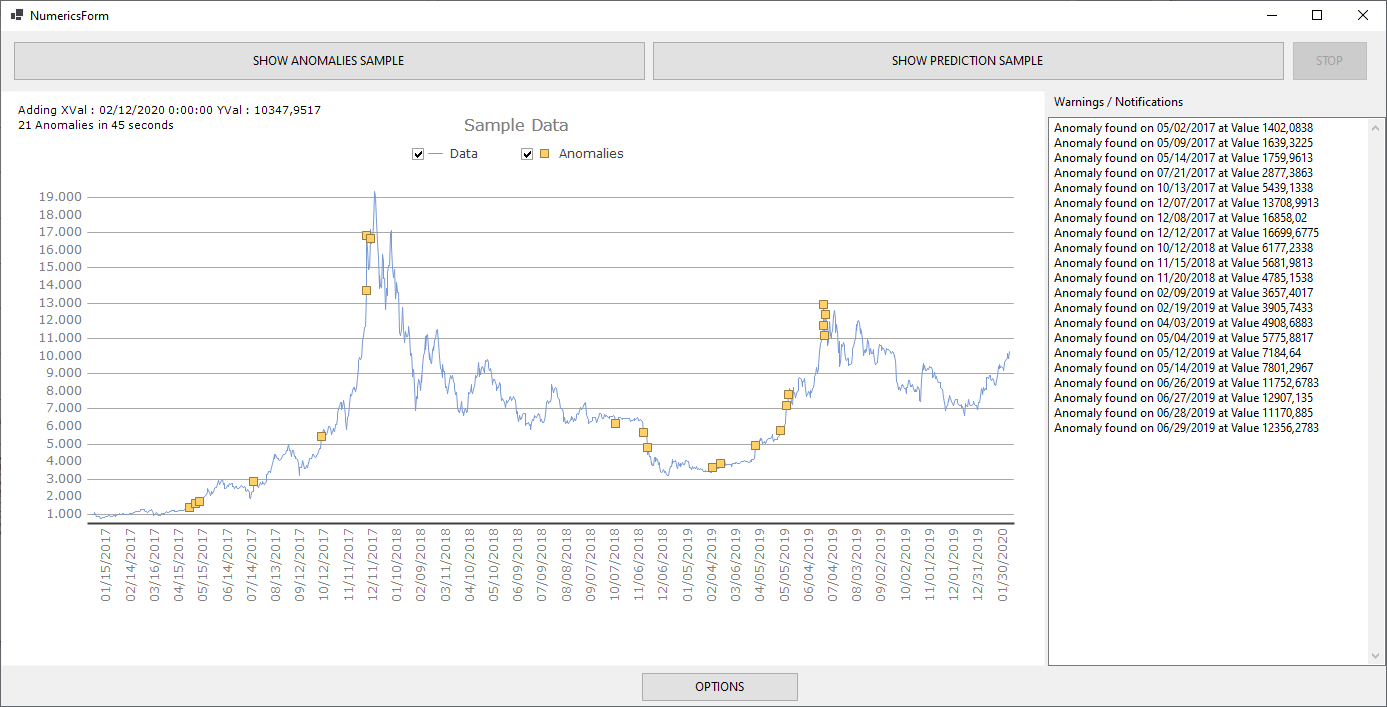 NumericsForm
SHOW ANOMALIES SAMPLE
SHOW PREDICTION SAMPLE
STOP
Adding XVal : 02/12/2020 0:00:00 YVal : 10347,9517
21 Anomalies in 45 seconds
Sample Data
Data
Anomalies
19.000
18.000
17.000
16.000
15.000
14.000
13.000
12.000
11.000
10.000
9.000
8.000
7.000
6.000
5.000
4.000
3.000
2.000
1.000
01/15/2017
02/14/2017
03/16/2017
04/15/2017
05/15/2017
06/14/2017
07/14/2017
08/13/2017
09/12/2017
10/12/2017
11/11/2017
12/11/2017
01/10/2018
02/09/2018
03/11/2018
04/10/2018
05/10/2018
06/09/2018
07/09/2018
08/08/2018
09/07/2018
10/07/2018
11/06/2018
12/06/2018
01/05/2019
02/04/2019
03/06/2019
04/05/2019
05/05/2019
06/04/2019
07/04/2019
08/03/2019
09/02/2019
10/02/2019
11/01/2019
12/01/2019
12/31/2019
01/30/2020
Warnings / Notifications
Anomaly found on 05/02/2017 at Value 1402,0838
Anomaly found on 05/09/2017 at Value 1639,3225
Anomaly found on 05/14/2017 at Value 1759,9613
Anomaly found on 07/21/2017 at Value 2877,3863
Anomaly found on 10/13/2017 at Value 5439,1338
Anomaly found on 12/07/2017 at Value 13708,9913
Anomaly found on 12/08/2017 at Value 16858,02
Anomaly found on 12/12/2017 at Value 16699,6775
Anomaly found on 10/12/2018 at Value 6177,2338
Anomaly found on 11/15/2018 at Value 5681,9813
Anomaly found on 11/20/2018 at Value 4785,1538
Anomaly found on 02/09/2019 at Value 3657,4017
Anomaly found on 02/19/2019 at Value 3905,7433
Anomaly found on 04/03/2019 at Value 4908,6883
Anomaly found on 05/04/2019 at Value 5775,8817
Anomaly found on 05/12/2019 at Value 7184,64
Anomaly found on 05/14/2019 at Value 7801,2967
Anomaly found on 06/26/2019 at Value 11752,6783
Anomaly found on 06/27/2019 at Value 12907,135
Anomaly found on 06/28/2019 at Value 11170,885
Anomaly found on 06/29/2019 at Value 12356,2783
OPTIONS